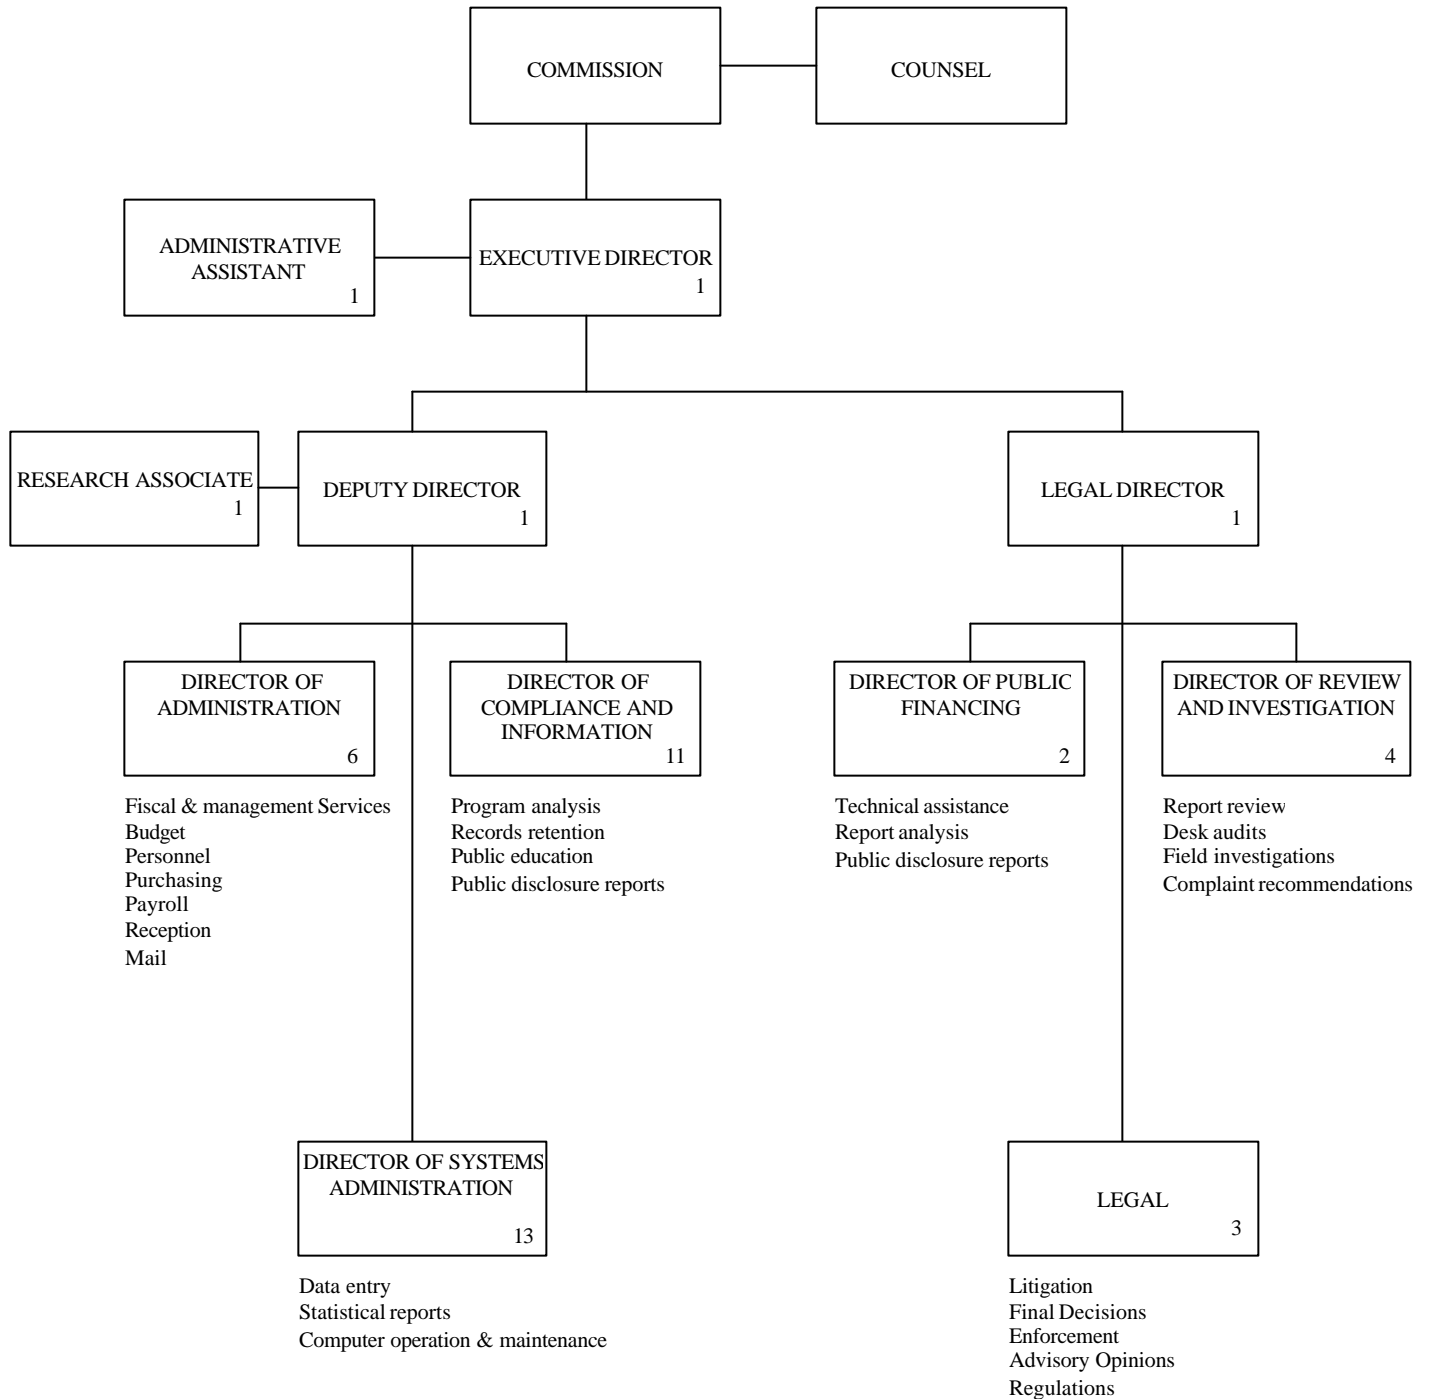 COMMISSION
COUNSEL
ADMINISTRATIVE
ASSISTANT
1
EXECUTIVE DIRECTOR
1
RESEARCH ASSOCIATE
1
DEPUTY DIRECTOR
1
LEGAL DIRECTOR
1
DIRECTOR OF
ADMINISTRATION
6
Fiscal & management Services
Budget
Personnel
Purchasing
Payroll
Reception
Mail
DIRECTOR OF
COMPLIANCE AND
INFORMATION
11
Program analysis
Records retention
Public education
Public disclosure reports
DIRECTOR OF PUBLIC
FINANCING
2
Technical assistance
Report analysis
Public disclosure reports
DIRECTOR OF REVIEW
AND INVESTIGATION
4
Report review
Desk audits
Field investigations
Complaint recommendations
DIRECTOR OF SYSTEMS
ADMINISTRATION
13
Data entry
Statistical reports
Computer operation & maintenance
LEGAL
3
Litigation
Final Decisions
Enforcement
Advisory Opinions
Regulations